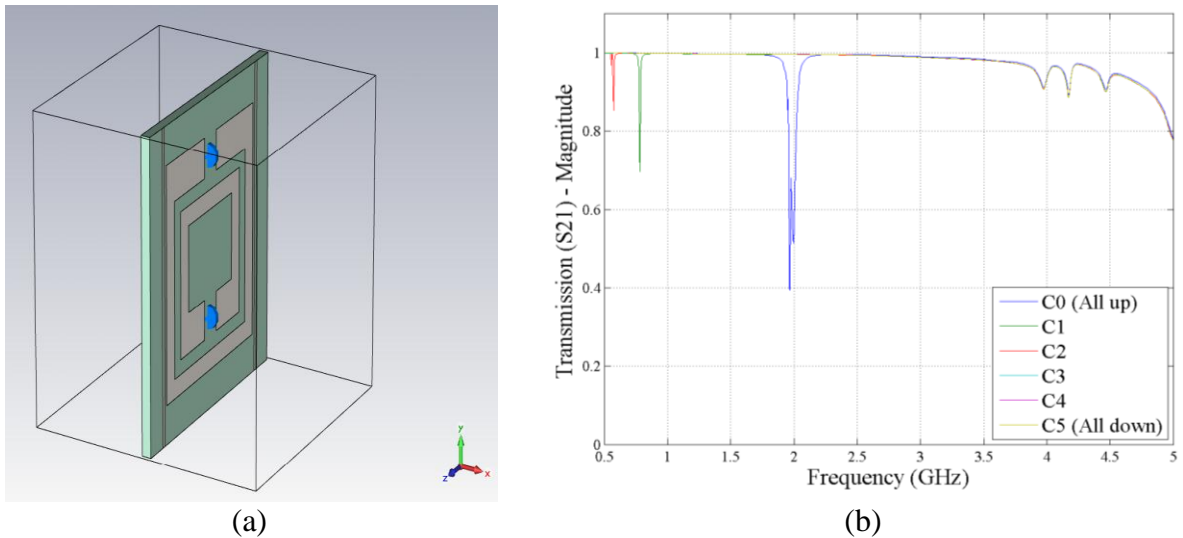 y
x
z
(a)
Transmission (S21) - Magnitude
1
0.8
0.6
0.4
0.2
0
0.5
1
1.5
2
2.5
3
3.5
4
4.5
5
Frequency (GHz)
C0 (All up)
C1
C2
C3
C4
C5 (All down)
(b)